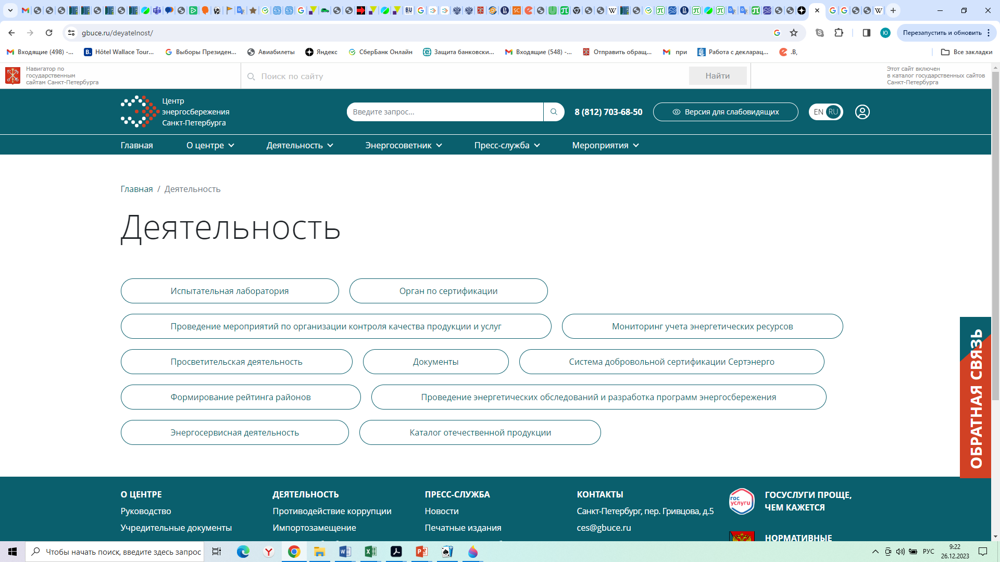 gbuce.ru/deyatelnost/
Перезапустить и обновить
Входящие (498) -...
Hôtel Wallace Tour...
Выборы Президен...
Авиабилеты
Яндекс
СберБанк Онлайн
Защита банковски...
Входящие (548) -...
Отправить обращ...
при
Работа с декларац...
.В,
Все закладки
Навигатор по
государственным
сайтам Санкт-Петербурга
Поиск по сайту
Найти
Этот сайт включен
в каталог государственных сайтов
Санкт-Петербурга
Центр
энергосбережения
Санкт-Петербурга
Введите запрос...
8 (812) 703-68-50
Версия для слабовидящих
EN RU
Главная
О центре
Деятельность
Энергосоветник
Пресс-служба
Мероприятия
Главная / Деятельность
Деятельность
Испытательная лаборатория
Орган по сертификации
Проведение мероприятий по организации контроля качества продукции и услуг
Мониторинг учета энергетических ресурсов
Просветительская деятельность
Документы
Система добровольной сертификации Сертэнерго
Формирование рейтинга районов
Проведение энергетических обследований и разработка программ энергосбережения
Энергосервисная деятельность
Каталог отечественной продукции
ОБРАТНАЯ СВЯЗЬ
О ЦЕНТРЕ
Руководство
Учредительные документы
ДЕЯТЕЛЬНОСТЬ
Противодействие коррупции
Импортозамещение
ПРЕСС-СЛУЖБА
Новости
Печатные издания
КОНТАКТЫ
Санкт-Петербург, пер. Гривцова, д.5
ces@gbuce.ru
гос
услуги
ГОСУСЛУГИ ПРОЩЕ,
ЧЕМ КАЖЕТСЯ
НОРМАТИВНЫЕ
Чтобы начать поиск, введите здесь запрос
РУС
9:22
26.12.2023